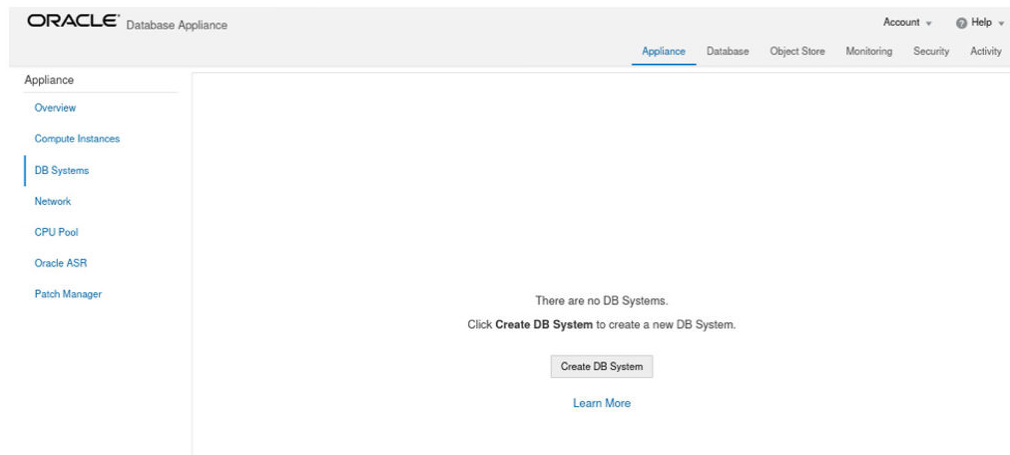 ORACLE® Database Appliance
Account
Help
Appliance Database Object Store Monitoring Security Activity
Appliance
Overview
Compute Instances
DB Systems
Network
CPU Pool
Oracle ASR
Patch Manager
There are no DB Systems.
Click Create DB System to create a new DB System.
Create DB System
Learn More